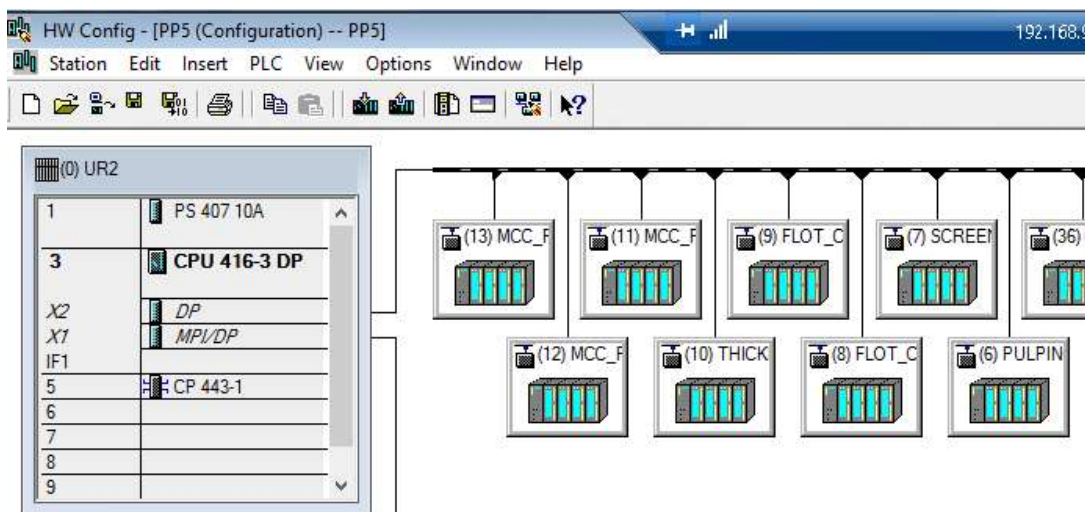 HW Config - [PP5 (Configuration) -- PP5]
192.168.9
Station Edit Insert PLC View Options Window Help
(0) UR2
1 PS 407 10A
3 CPU 416-3 DP
X2 DP
X1 MPI/DP
IF1
5 CP 443-1
6
7
8
9
(13) MCC_F
(11) MCC_F
(9) FLOT_C
(7) SCREEN
(36)
(12) MCC_F
(10) THICK
(8) FLOT_C
(6) PULPIN